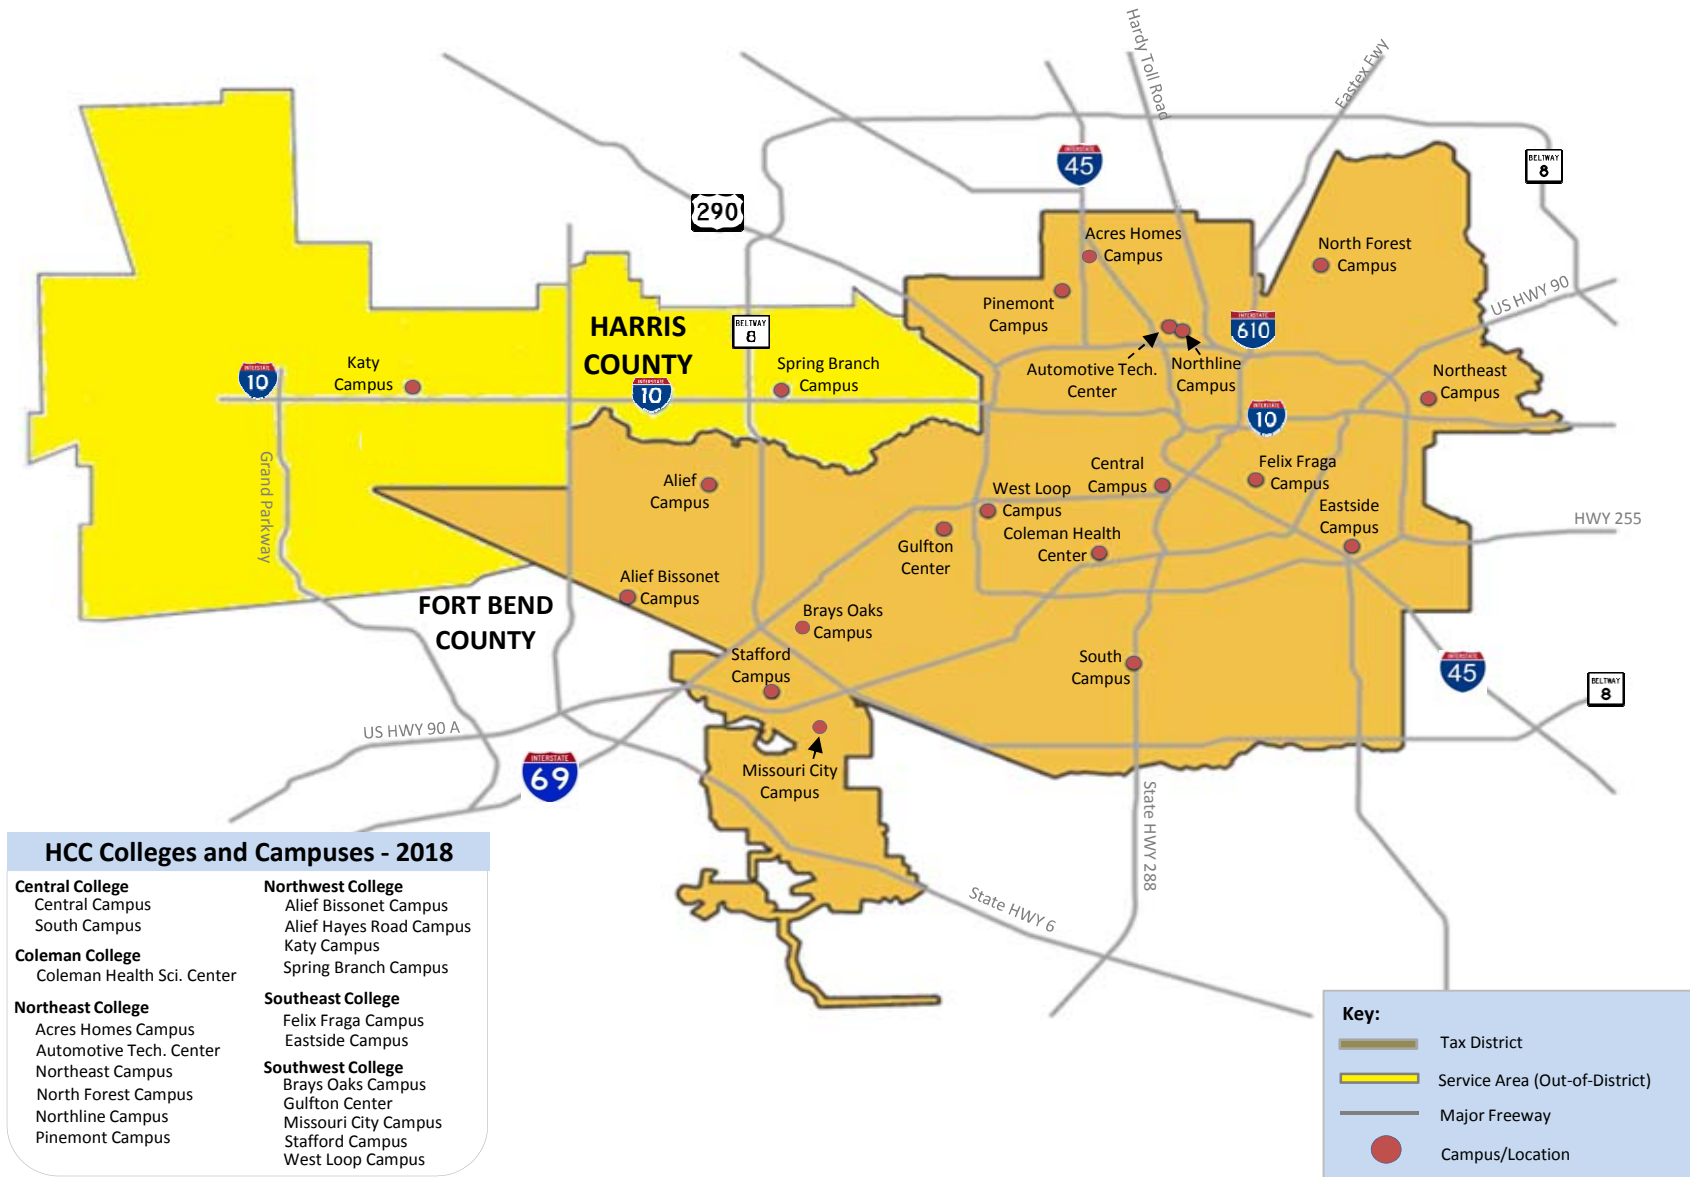 Hardy Toll Road
Eastex Fwy
INTERSTATE
45
BELTWAY
8
290
Acres Homes
Campus
North Forest
Campus
US HWY 90
Pinemont
Campus
INTERSTATE
610
HARRIS
COUNTY
BELTWAY
8
Katy
Campus
INTERSTATE
10
INTERSTATE
10
Spring Branch
Campus
Automotive Tech.
Center
Northline
Campus
Northeast
Campus
INTERSTATE
10
Grand Parkway
Alief
Campus
Central
Campus
Felix Fraga
Campus
West Loop
Campus
Eastside
Campus
HWY 255
Gulfton
Center
Coleman Health
Center
Alief Bissonet
Campus
FORT BEND
COUNTY
Brays Oaks
Campus
Stafford
Campus
South
Campus
INTERSTATE
45
BELTWAY
8
US HWY 90 A
INTERSTATE
69
Missouri City
Campus
State HWY 288
State HWY 6
HCC Colleges and Campuses - 2018
Central College
Central Campus
South Campus
Coleman College
Coleman Health Sci. Center
Northeast College
Acres Homes Campus
Automotive Tech. Center
Northeast Campus
North Forest Campus
Northline Campus
Pinemont Campus
Northwest College
Alief Bissonet Campus
Alief Hayes Road Campus
Katy Campus
Spring Branch Campus
Southeast College
Felix Fraga Campus
Eastside Campus
Southwest College
Brays Oaks Campus
Gulfton Center
Missouri City Campus
Stafford Campus
West Loop Campus
Key:
Tax District
Service Area (Out-of-District)
Major Freeway
Campus/Location